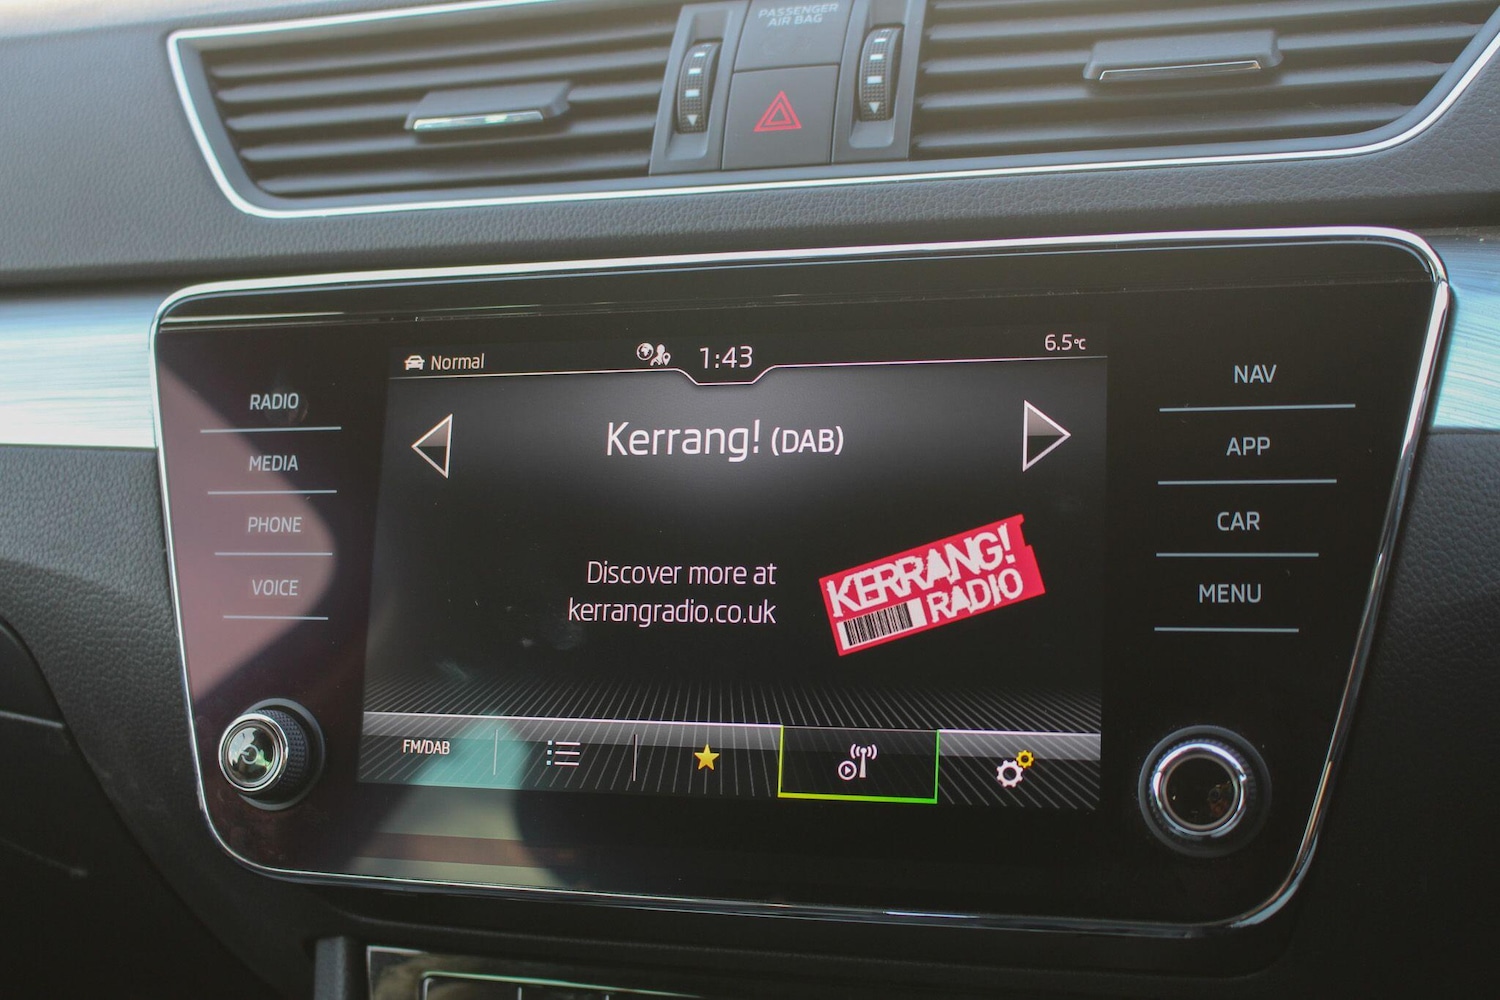 PASSENGER
AIR BAG
Normal
1:43
6.5°C
RADIO
MEDIA
PHONE
VOICE
Kerrang! (DAB)
Discover more at
kerrangradio.co.uk
KERRANG!
RADIO
FM/DAB
NAV
APP
CAR
MENU